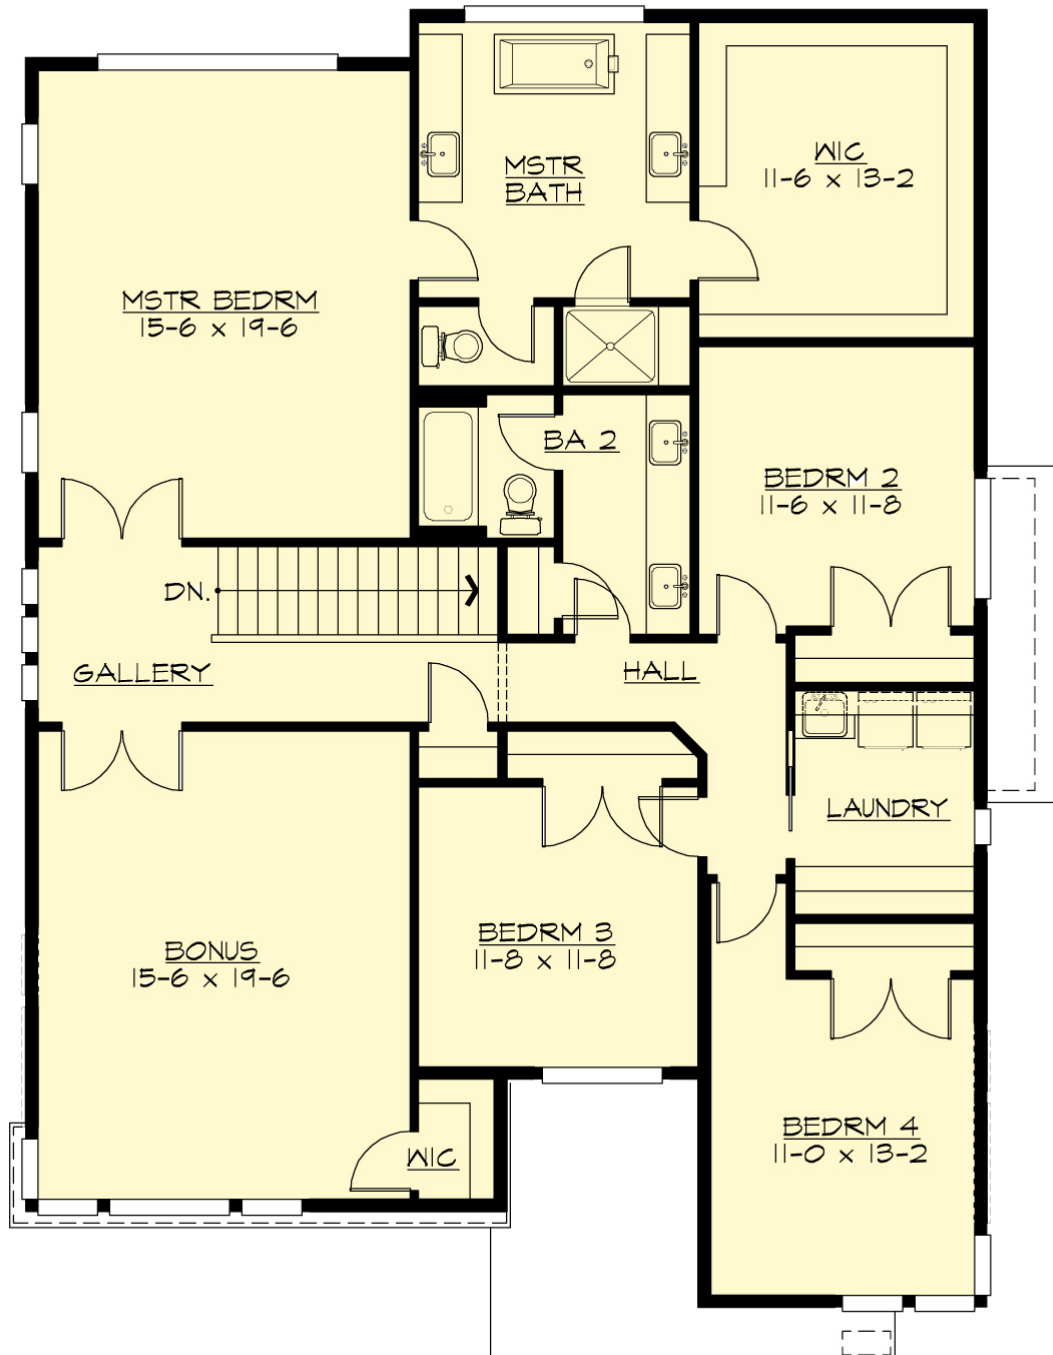 MSTR
BATH
WIC
11-6 x 13-2
MSTR BEDRM
15-6 x 19-6
BA 2
BEDRM 2
11-6 x 11-8
DN.
GALLERY
HALL
LAUNDRY
BONUS
15-6 x 19-6
BEDRM 3
11-8 x 11-8
WIC
BEDRM 4
11-0 x 13-2